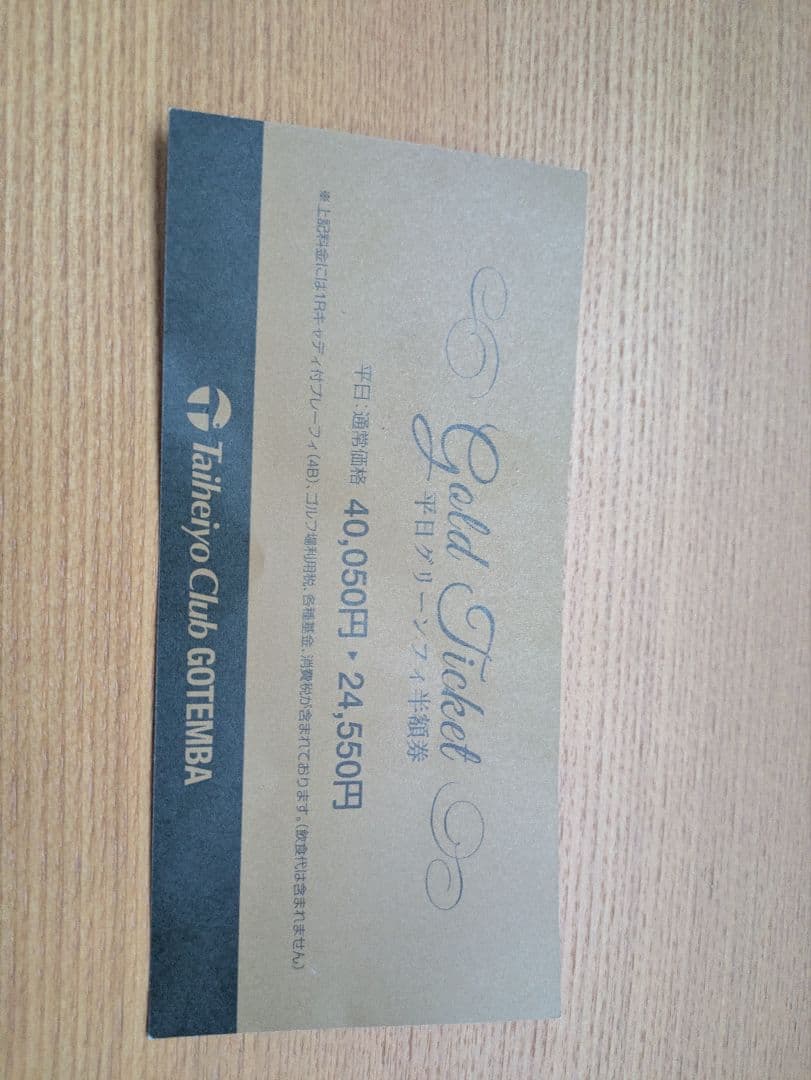 Gold Ticket
平日グリーンフィ半額券
平日：通常価格 40,050円 ▸ 24,550円
※上記料金には1Rキャディ付プレーフィ（4B）、ゴルフ場利用税、各種基金、消費税が含まれております。（飲食代は含まれません）
Taiheiyo Club GOTEMBA